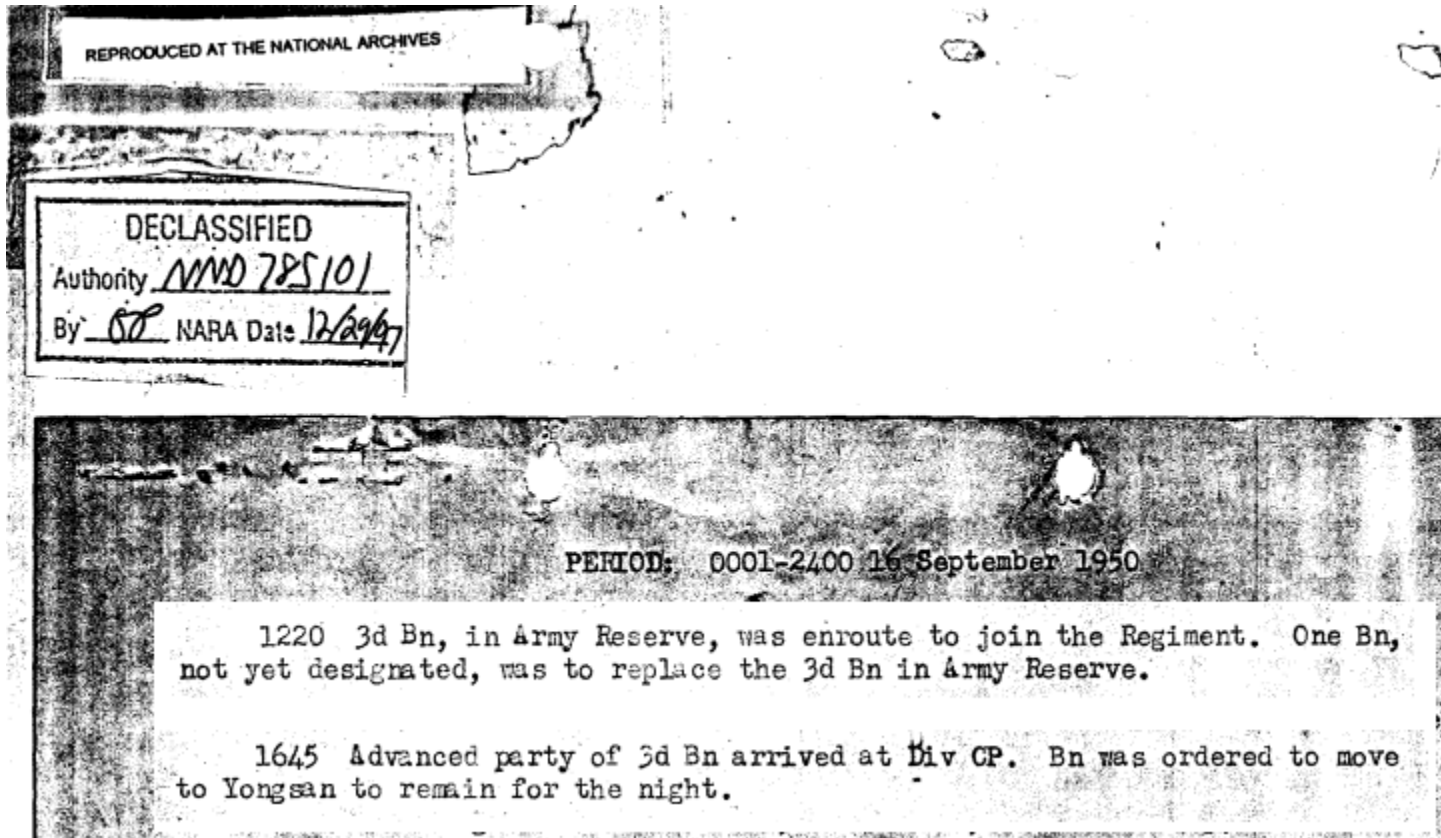 REPRODUCED AT THE NATIONAL ARCHIVES
DECLASSIFIED
Authority NND 785101
By NARA Date 12/29/97
PERIOD: 0001-2400 16 September 1950
1220 3d Bn, in Army Reserve, was enroute to join the Regiment. One Bn,
not yet designated, was to replace the 3d Bn in Army Reserve.
1645 Advanced party of 3d Bn arrived at Div CP. Bn was ordered to move
to Yongsan to remain for the night.